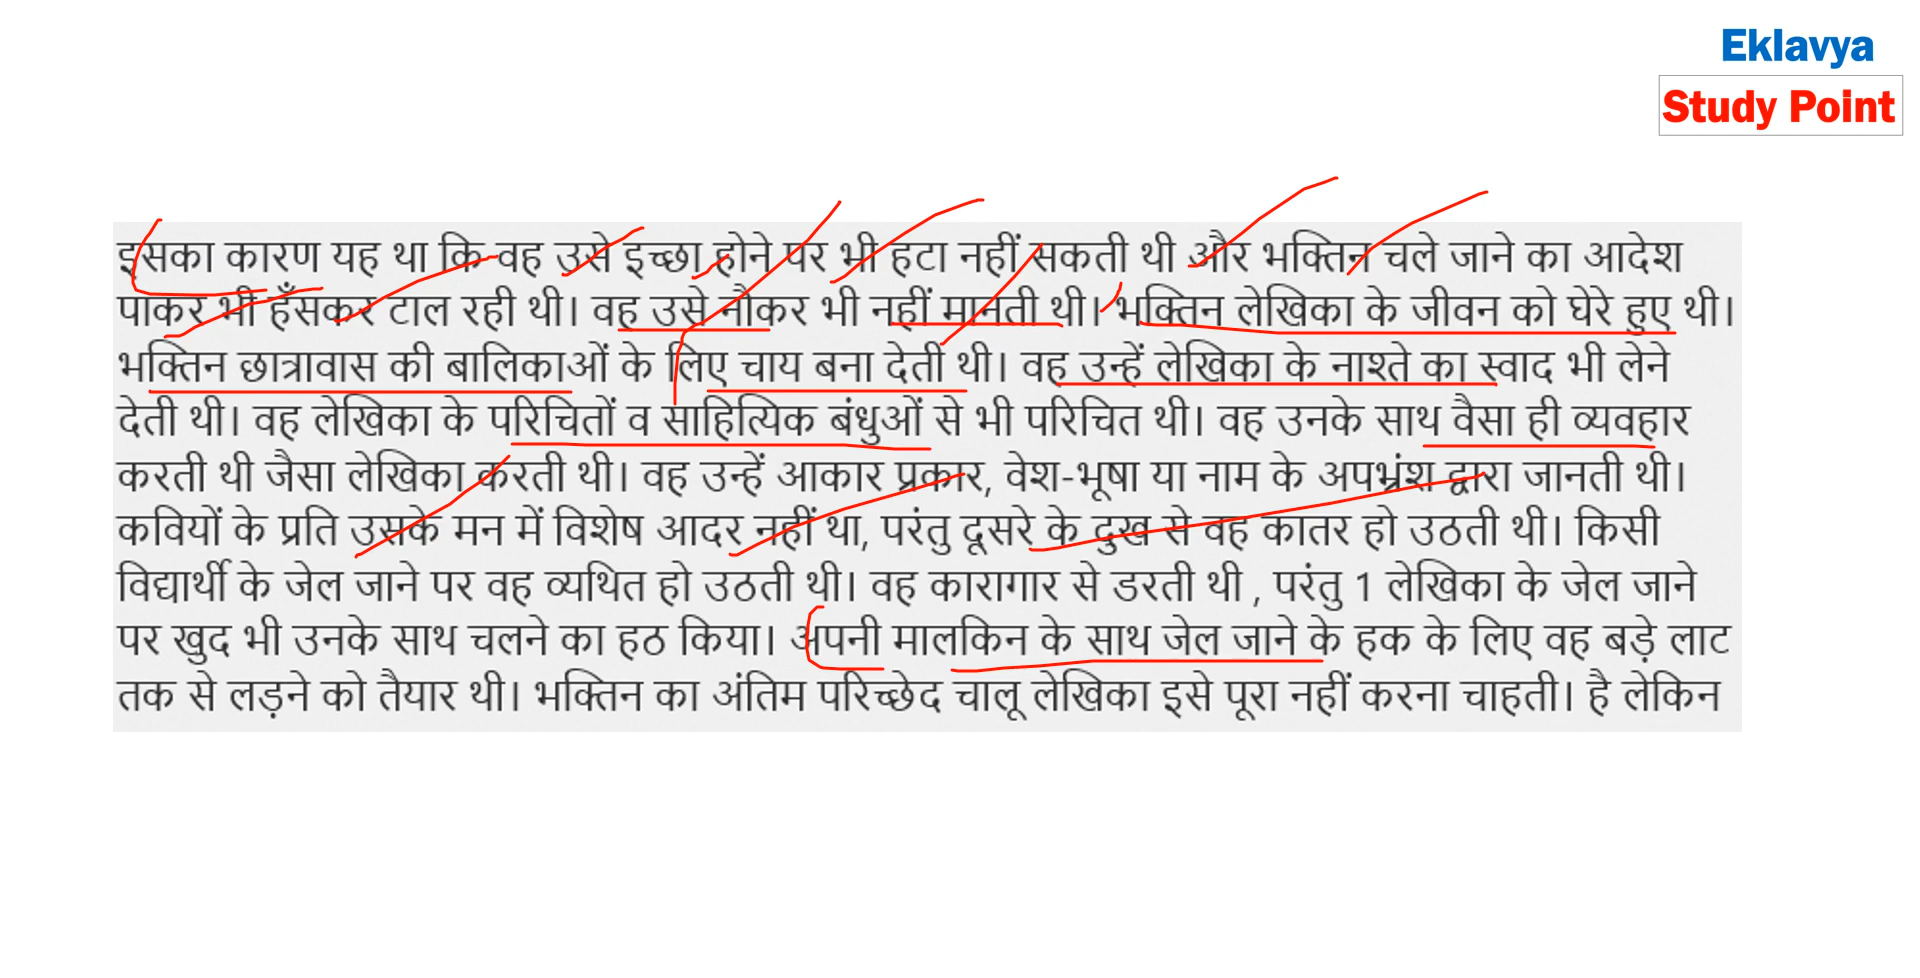 Eklavya
Study Point
इसका कारण यह था कि वह उसे इच्छा होने पर भी हटा नहीं सकती थी और भक्तिन चले जाने का आदेश
पाकर भी हँसकर टाल रही थी। वह उसे नौकर भी नहीं मानती थी। भक्तिन लेखिका के जीवन को घेरे हुए थी।
भक्तिन छात्रावास की बालिकाओं के लिए चाय बना देती थी। वह उन्हें लेखिका के नाश्ते का स्वाद भी लेने
देती थी। वह लेखिका के परिचितों व साहित्यिक बंधुओं से भी परिचित थी। वह उनके साथ वैसा ही व्यवहार
करती थी जैसा लेखिका करती थी। वह उन्हें आकार प्रकार, वेश-भूषा या नाम के अपभ्रंश द्वारा जानती थी।
कवियों के प्रति उसके मन में विशेष आदर नहीं था, परंतु दूसरे के दुख से वह कातर हो उठती थी। किसी
विद्यार्थी के जेल जाने पर वह व्यथित हो उठती थी। वह कारागार से डरती थी , परंतु 1 लेखिका के जेल जाने
पर खुद भी उनके साथ चलने का हठ किया। अपनी मालकिन के साथ जेल जाने के हक के लिए वह बड़े लाट
तक से लड़ने को तैयार थी। भक्तिन का अंतिम परिच्छेद चालू लेखिका इसे पूरा नहीं करना चाहती। है लेकिन